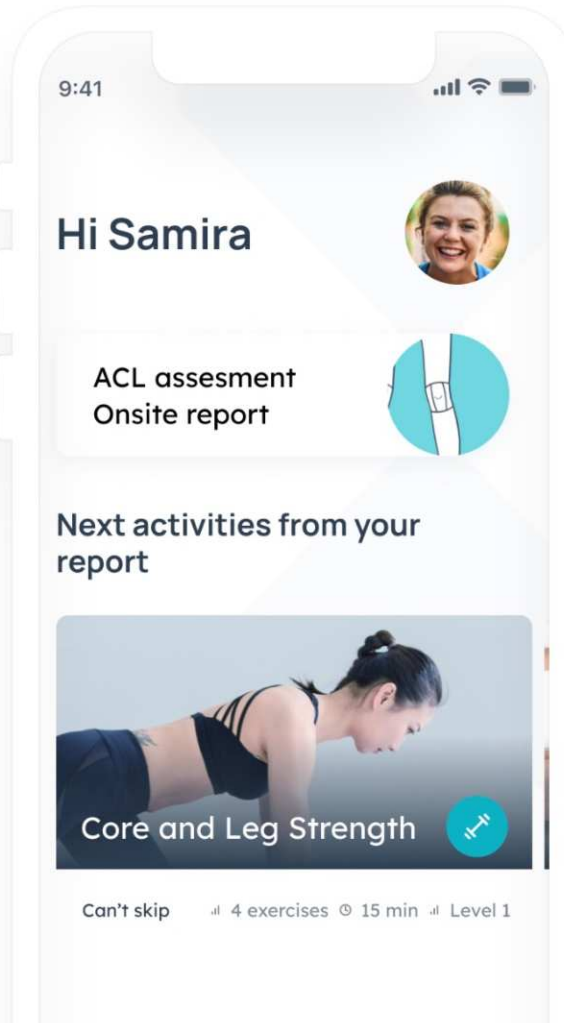 9:41
Hi Samira
ACL assesment
Onsite report
Next activities from your
report
Core and Leg Strength
Can't skip 4 exercises 15 min Level 1